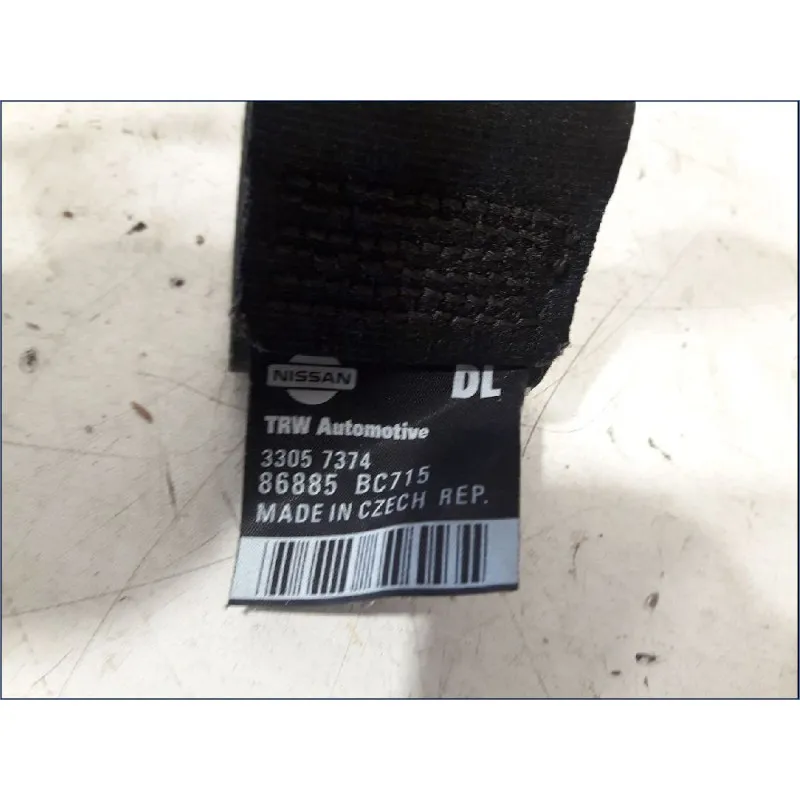 NISSAN DL
TRW Automotive
3305 7374
86885 BC715
MADE IN CZECH REP.